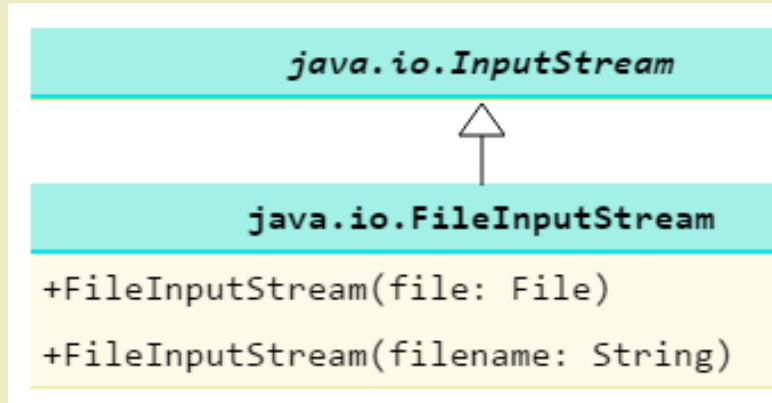 java.io.InputStream
java.io.FileInputStream
+FileInputStream(file: File)
+FileInputStream(filename: String)